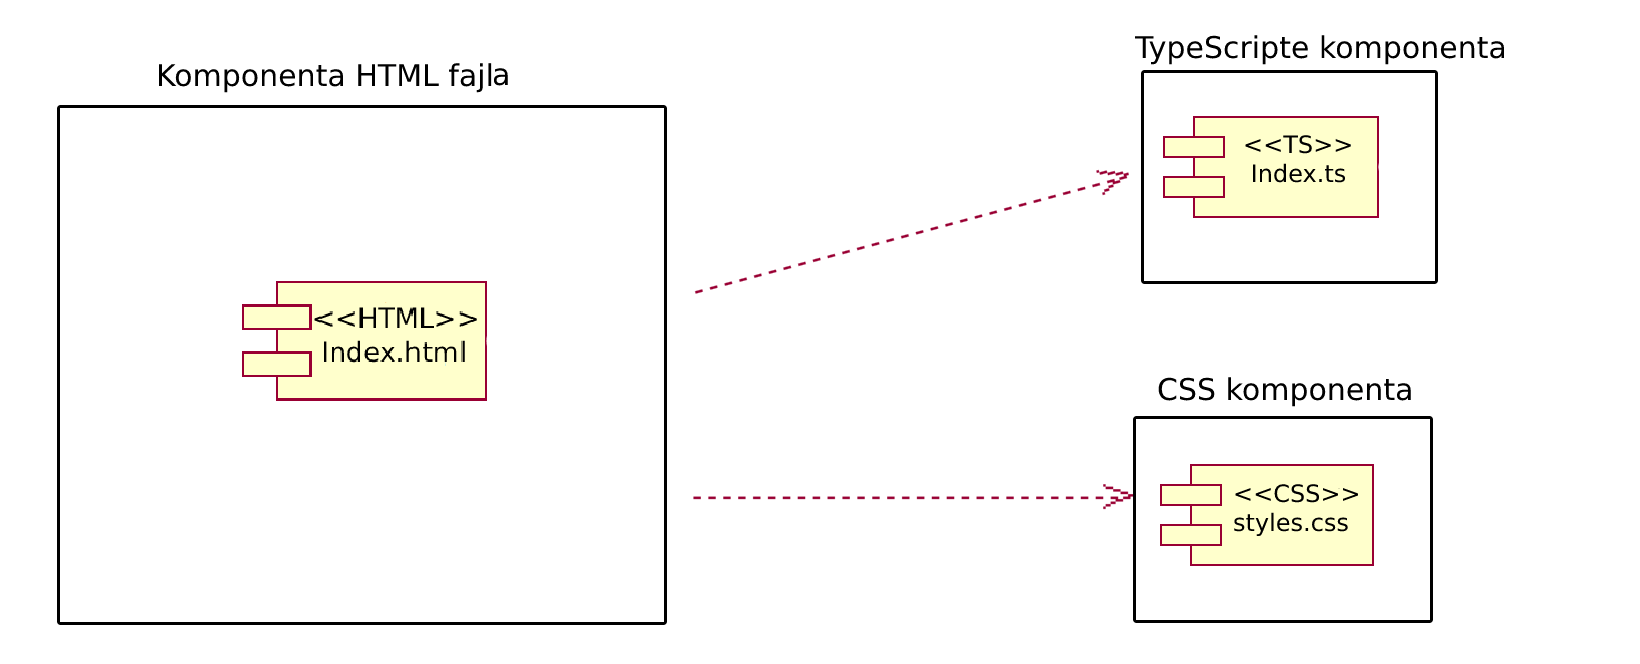 Komponenta HTML fajla
<<HTML>>
Index.html
TypeScripte komponenta
<<TS>>
Index.ts
CSS komponenta
<<CSS>>
styles.css